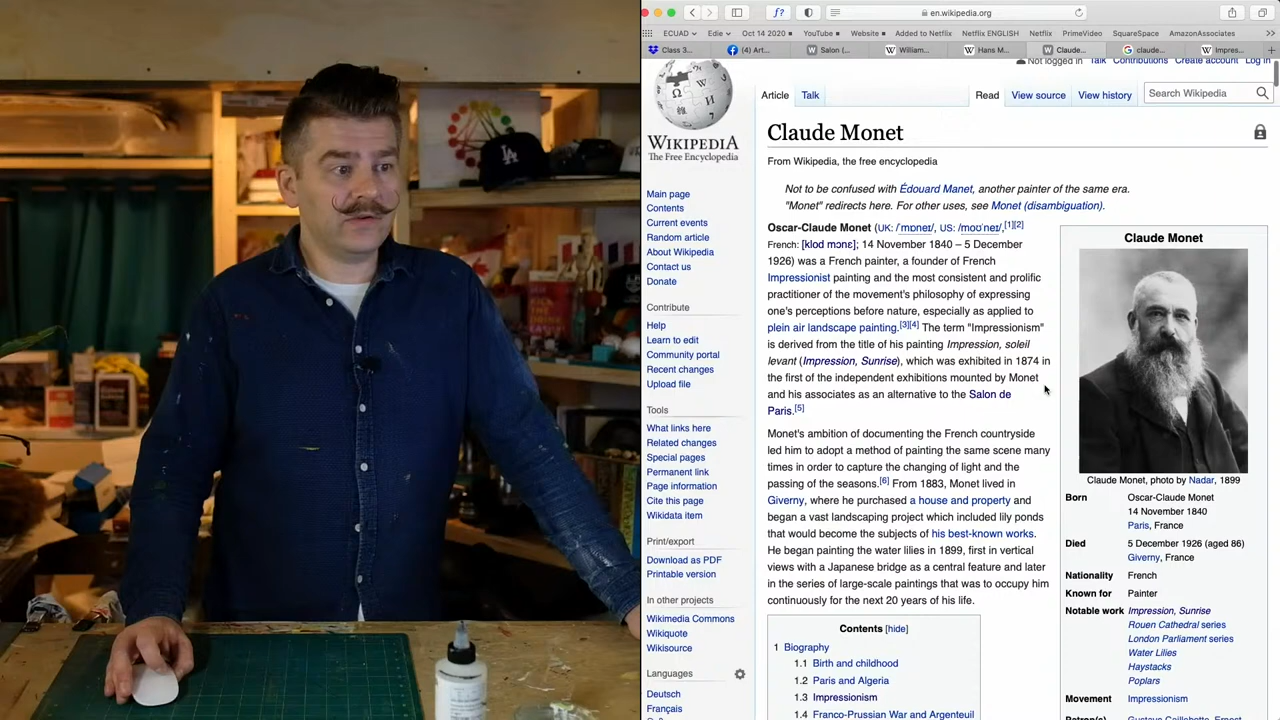 en.wikipedia.org
ECUAD Edie Oct 14 2020 YouTube Website Added to Netflix Netflix ENGLISH Netflix PrimeVideo SquareSpace AmazonAssociates
Class 3... (4) Art... Salon (... William... Hans M... Claude... claude... Impres...
Not logged in Talk Contributions Create account Log in
Article Talk Read View source View history Search Wikipedia
WIKIPEDIA
The Free Encyclopedia
Claude Monet
From Wikipedia, the free encyclopedia
Not to be confused with Édouard Manet, another painter of the same era.
"Monet" redirects here. For other uses, see Monet (disambiguation).
Oscar-Claude Monet (UK: /ˈmɒneɪ/, US: /moʊˈneɪ/,[1][2]
French: [klod mɔnɛ]; 14 November 1840 – 5 December
1926) was a French painter, a founder of French
Impressionist painting and the most consistent and prolific
practitioner of the movement's philosophy of expressing
one's perceptions before nature, especially as applied to
plein air landscape painting.[3][4] The term "Impressionism"
is derived from the title of his painting Impression, soleil
levant (Impression, Sunrise), which was exhibited in 1874 in
the first of the independent exhibitions mounted by Monet
and his associates as an alternative to the Salon de
Paris.[5]
Monet's ambition of documenting the French countryside
led him to adopt a method of painting the same scene many
times in order to capture the changing of light and the
passing of the seasons.[6] From 1883, Monet lived in
Giverny, where he purchased a house and property and
began a vast landscaping project which included lily ponds
that would become the subjects of his best-known works.
He began painting the water lilies in 1899, first in vertical
views with a Japanese bridge as a central feature and later
in the series of large-scale paintings that was to occupy him
continuously for the next 20 years of his life.
Contents [hide]
1 Biography
1.1 Birth and childhood
1.2 Paris and Algeria
1.3 Impressionism
1.4 Franco-Prussian War and Argenteuil
Claude Monet
Claude Monet, photo by Nadar, 1899
Born Oscar-Claude Monet
14 November 1840
Paris, France
Died 5 December 1926 (aged 86)
Giverny, France
Nationality French
Known for Painter
Notable work Impression, Sunrise
Rouen Cathedral series
London Parliament series
Water Lilies
Haystacks
Poplars
Movement Impressionism
Main page
Contents
Current events
Random article
About Wikipedia
Contact us
Donate
Contribute
Help
Learn to edit
Community portal
Recent changes
Upload file
Tools
What links here
Related changes
Special pages
Permanent link
Page information
Cite this page
Wikidata item
Print/export
Download as PDF
Printable version
In other projects
Wikimedia Commons
Wikiquote
Wikisource
Languages
Deutsch
Français
LA